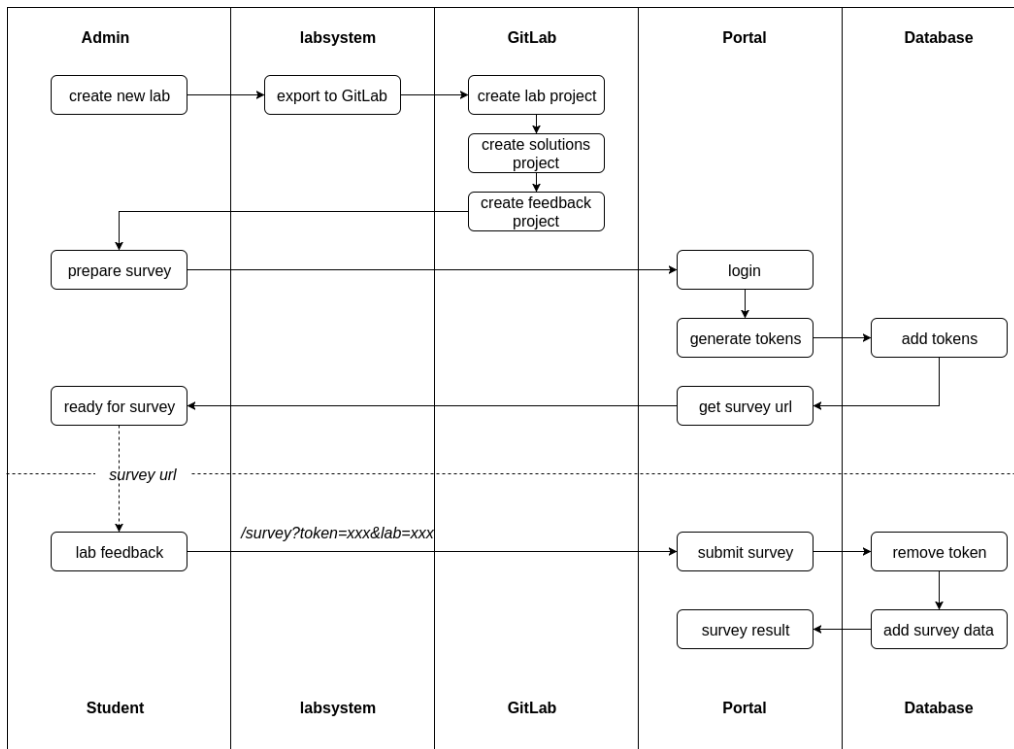 Admin
labsystem
GitLab
Portal
Database
create new lab
export to GitLab
create lab project
create solutions
project
create feedback
project
prepare survey
login
generate tokens
add tokens
ready for survey
get survey url
survey url
/survey?token=xxx&lab=xxx
lab feedback
submit survey
remove token
survey result
add survey data
Student
labsystem
GitLab
Portal
Database